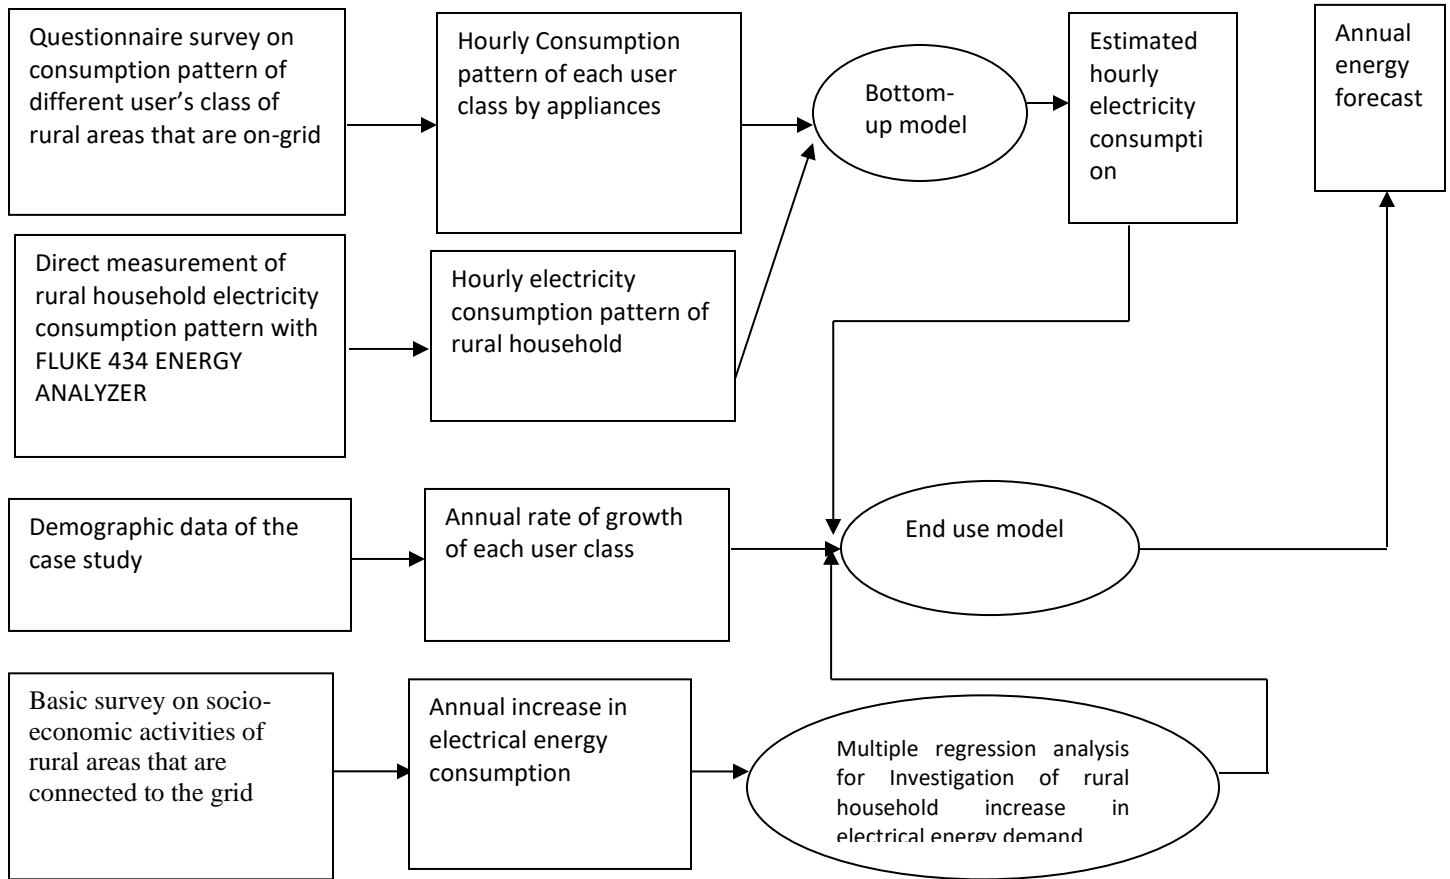 Questionnaire survey on
consumption pattern of
different user's class of
rural areas that are on-grid
Hourly Consumption
pattern of each user
class by appliances
Bottom-
up model
Estimated
hourly
electricity
consumpti
on
Annual
energy
forecast
Direct measurement of
rural household electricity
consumption pattern with
FLUKE 434 ENERGY
ANALYZER
Hourly electricity
consumption pattern of
rural household
Demographic data of the
case study
Annual rate of growth
of each user class
End use model
Basic survey on socio-
economic activities of
rural areas that are
connected to the grid
Annual increase in
electrical energy
consumption
Multiple regression analysis
for Investigation of rural
household increase in
electrical energy demand